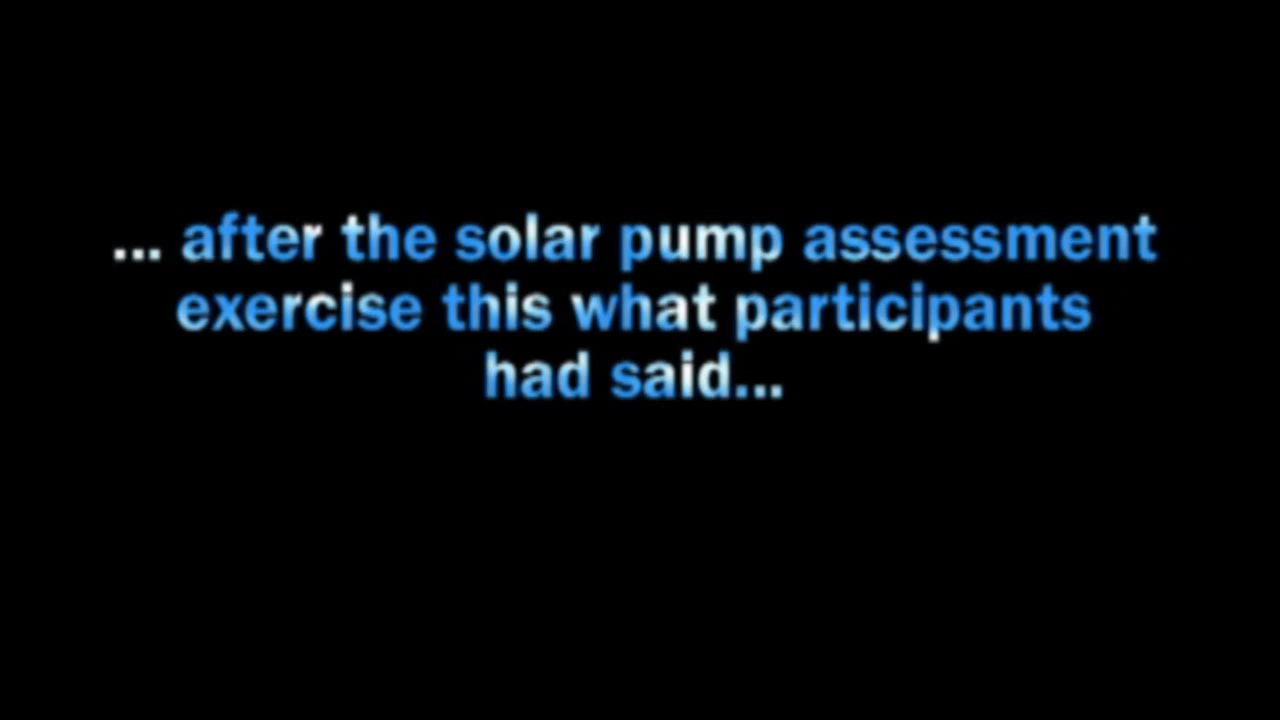 ... after the solar pump assessment
exercise this what participants
had said...